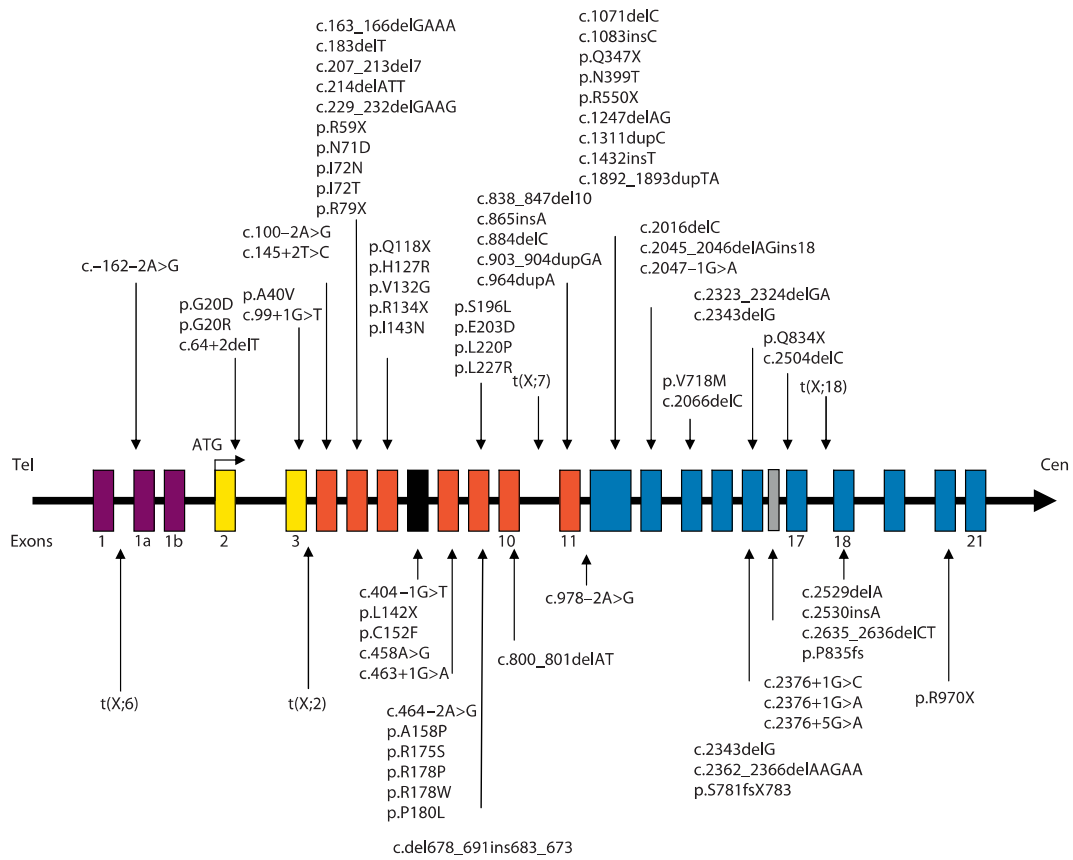 c.163_166delGAAA
c.183delT
c.207_213del7
c.214delATT
c.229_232delGAAG
p.R59X
p.N71D
p.I72N
p.I72T
p.R79X
c.1071delC
c.1083insC
p.Q347X
p.N399T
p.R550X
c.1247delAG
c.1311dupC
c.1432insT
c.1892_1893dupTA
c.838_847del10
c.865insA
c.884delC
c.903_904dupGA
c.964dupA
c.100–2A>G
c.145+2T>C
c.2016delC
c.2045_2046delAGins18
c.2047–1G>A
p.Q118X
p.H127R
p.V132G
p.R134X
p.I143N
c.–162–2A>G
p.G20D
p.G20R
c.64+2delT
p.A40V
c.99+1G>T
p.S196L
p.E203D
p.L220P
p.L227R
c.2323_2324delGA
c.2343delG
p.Q834X
c.2504delC
t(X;7)
p.V718M
c.2066delC
t(X;18)
ATG
Tel
Cen
Exons
1
1a
1b
2
3
10
11
17
18
21
c.404–1G>T
p.L142X
p.C152F
c.458A>G
c.463+1G>A
c.978–2A>G
c.800_801delAT
c.2529delA
c.2530insA
c.2635_2636delCT
p.P835fs
t(X;6)
t(X;2)
c.2376+1G>C
c.2376+1G>A
c.2376+5G>A
p.R970X
c.464–2A>G
p.A158P
p.R175S
p.R178P
p.R178W
p.P180L
c.2343delG
c.2362_2366delAAGAA
p.S781fsX783
c.del678_691ins683_673